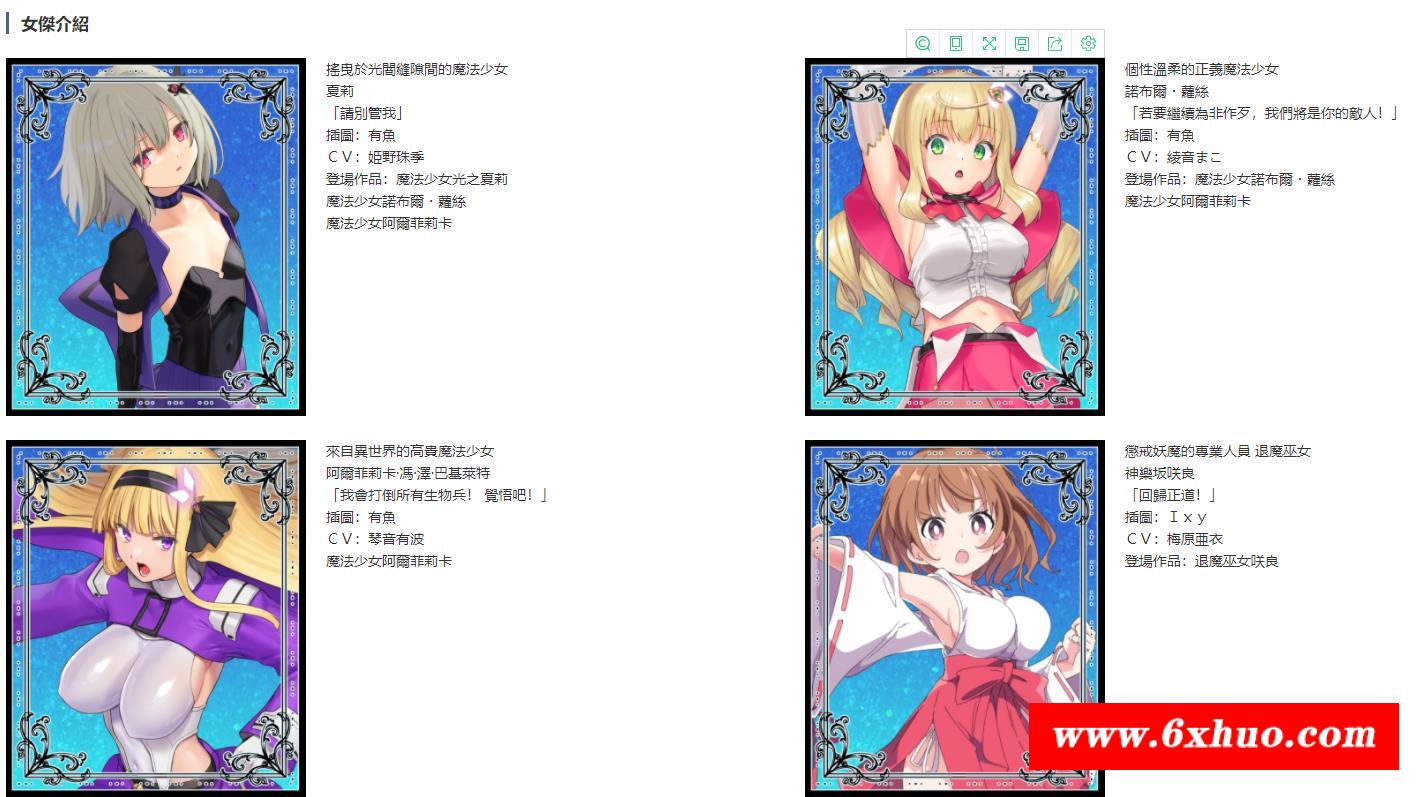 女傑介紹
搖曳於光闇縫隙間的魔法少女
夏莉
「請別管我」
插圖：有魚
ＣＶ：姫野珠季
登場作品：魔法少女光之夏莉
魔法少女諾布爾・蘿絲
魔法少女阿爾菲莉卡
個性溫柔的正義魔法少女
諾布爾・蘿絲
「若要繼續為非作歹，我們將是你的敵人！」
插圖：有魚
ＣＶ：綾音まこ
登場作品：魔法少女諾布爾・蘿絲
魔法少女阿爾菲莉卡
來自異世界的高貴魔法少女
阿爾菲莉卡·馮·澤·巴基萊特
「我會打倒所有生物兵！ 覺悟吧！」
插圖：有魚
ＣＶ：琴音有波
魔法少女阿爾菲莉卡
懲戒妖魔的專業人員 退魔巫女
神樂坂咲良
「回歸正道！」
插圖：Ｉｘｙ
ＣＶ：梅原亜衣
登場作品：退魔巫女咲良
www.6xhuo.com